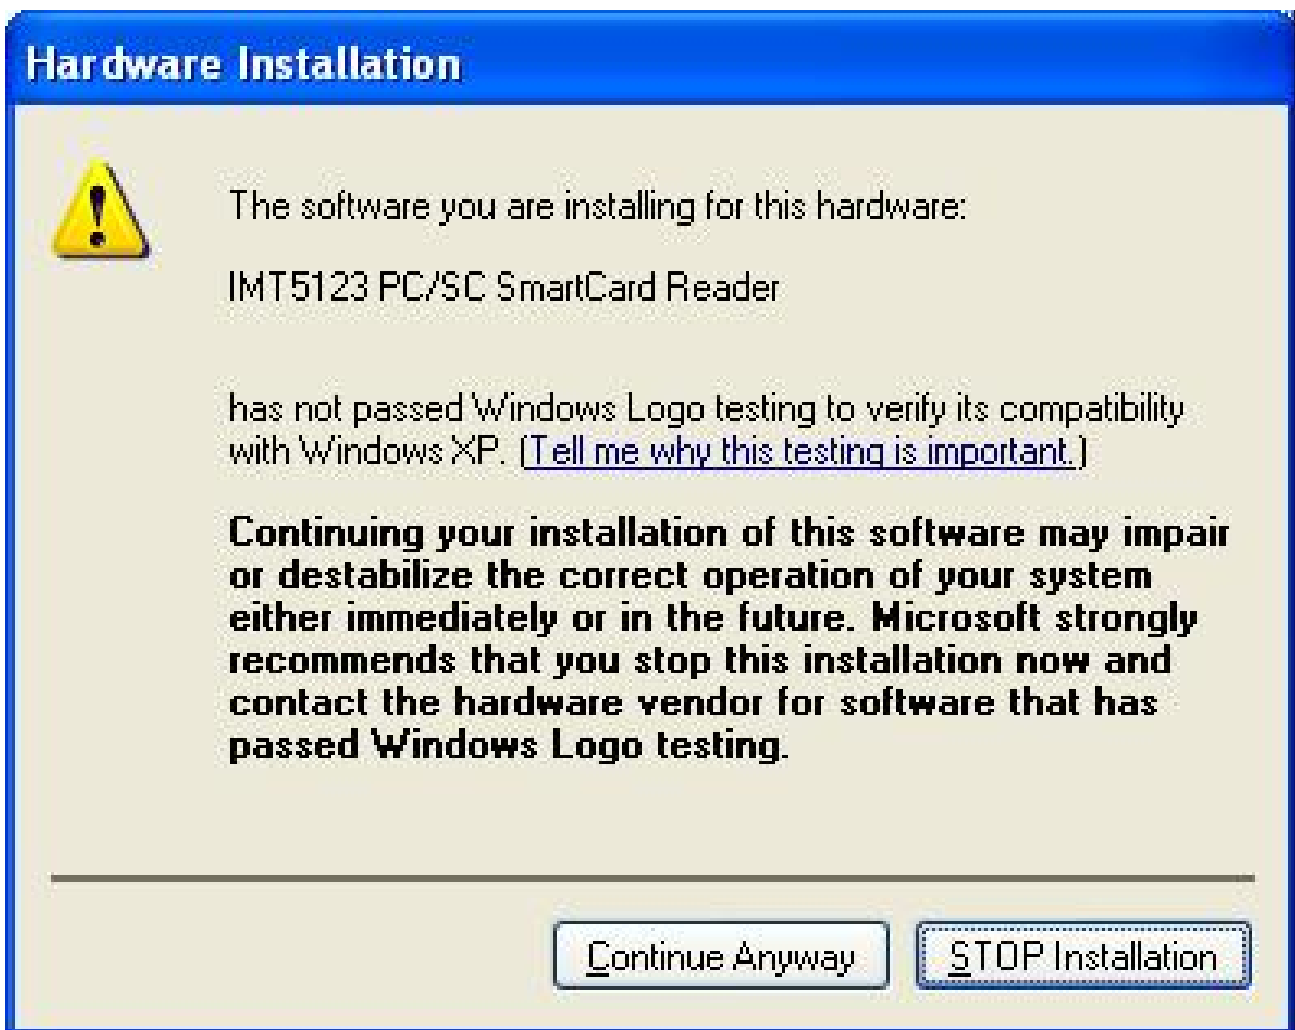 Hardware Installation
The software you are installing for this hardware:
IMT5123 PC/SC SmartCard Reader
has not passed Windows Logo testing to verify its compatibility
with Windows XP. (Tell me why this testing is important.)
Continuing your installation of this software may impair
or destabilize the correct operation of your system
either immediately or in the future. Microsoft strongly
recommends that you stop this installation now and
contact the hardware vendor for software that has
passed Windows Logo testing.
Continue Anyway
STOP Installation